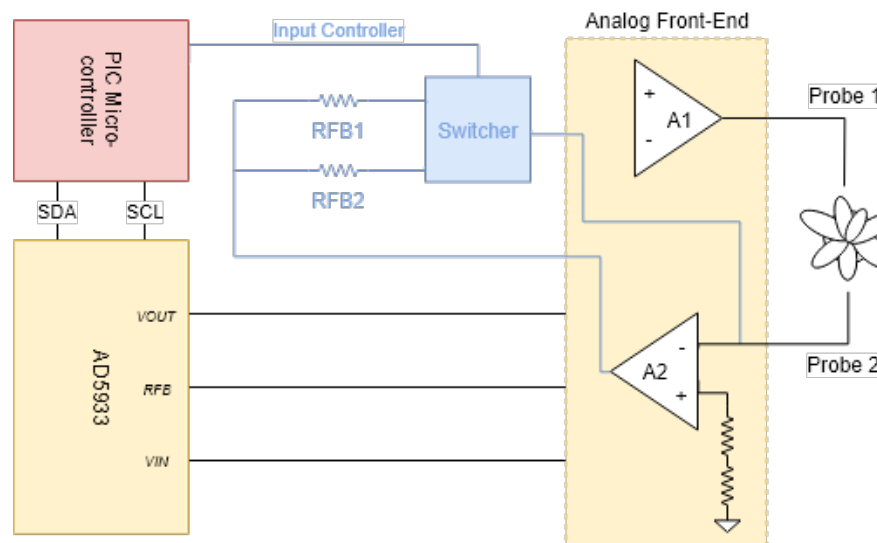 Analog Front-End
Input Controller
PIC Micro-
controller
RFB1
Switcher
RFB2
+
A1
-
Probe 1
SDA
SCL
VOUT
AD5933
RFB
VIN
-
A2
+
Probe 2